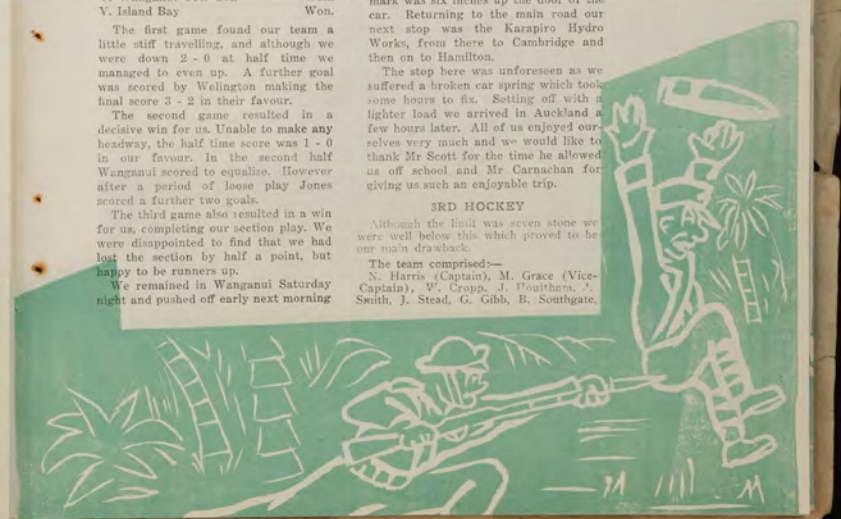 V. Island Bay Won.
The first game found our team a
little stiff travelling, and although we
were down 2 - 0 at half time we
managed to even up. A further goal
was scored by Welington making the
final score 3 - 2 in their favour.
The second game resulted in a
decisive win for us. Unable to make any
headway, the half time score was 1 - 0
in our favour. In the second half
Wanganui scored to equalise. However
after a period of loose play Jones
scored a further two goals.
The third game also resulted in a win
for us, completing our section play. We
were disappointed to find that we had
lost the section by half a point, but
happy to be runners up.
We remained in Wanganui Saturday
night and pushed off early next morning
mark was six inches up the door of the
car. Returning to the main road our
next stop was the Karapiro Hydro
Works, from there to Cambridge and
then on to Hamilton.
The stop here was unforeseen as we
suffered a broken car spring which took
some hours to fix. Setting off with a
lighter load we arrived in Auckland a
few hours later. All of us enjoyed our-
selves very much and we would like to
thank Mr Scott for the time he allowed
us off school and Mr Carnachan for
giving us such an enjoyable trip.
3RD HOCKEY
Although the limit was seven stone we
were well below this which proved to be
our main drawback.
The team comprised:—
N. Harris (Captain), M. Grace (Vice-
Captain), W. Cropp, J. Houltham,
Smith, J. Stead, G. Gibb, B. Southgate,